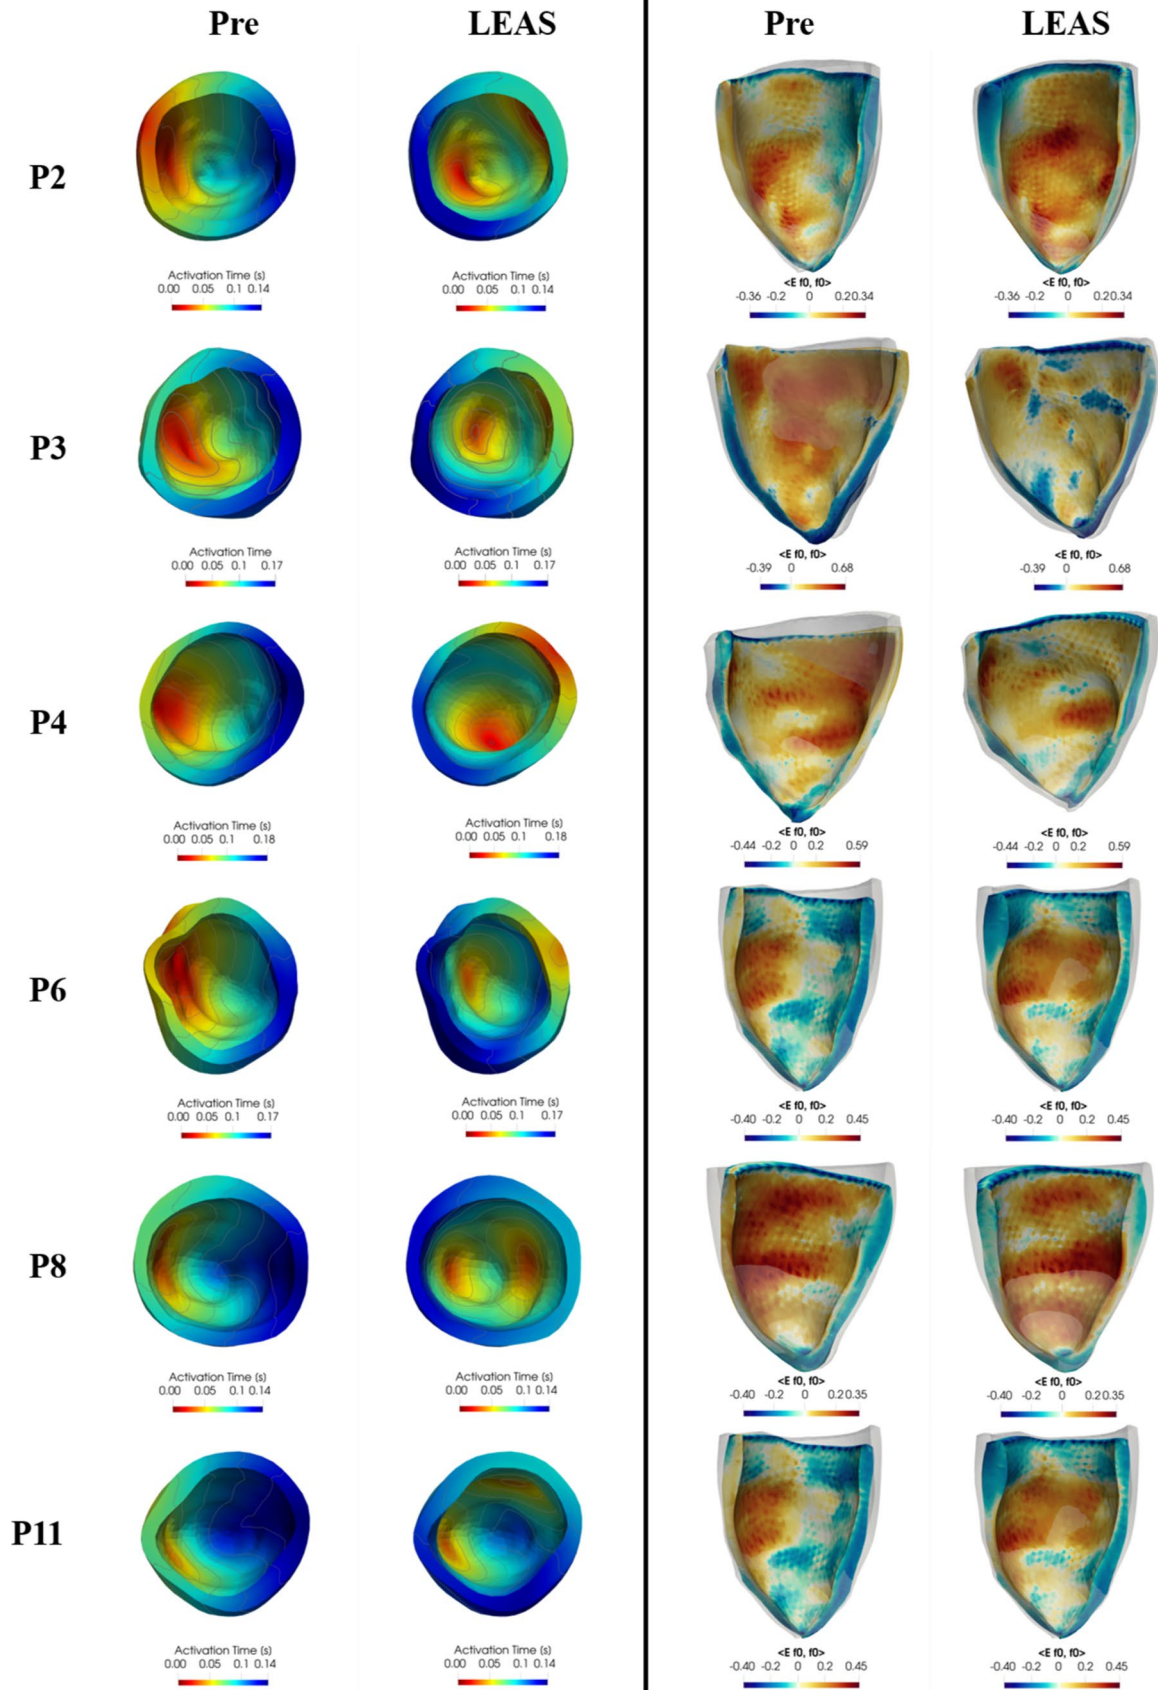 Pre LEAS Pre LEAS
P2
Activation Time (s) Activation Time (s) <E f0, f0> <E f0, f0>
0.00 0.05 0.1 0.14 0.00 0.05 0.1 0.14 -0.36 -0.2 0 0.20.34 -0.36 -0.2 0 0.20.34
P3
Activation Time Activation Time (s) <E f0, f0> <E f0, f0>
0.00 0.05 0.1 0.17 0.00 0.05 0.1 0.17 -0.39 0 0.68 -0.39 0 0.68
P4
Activation Time (s) Activation Time (s) <E f0, f0> <E f0, f0>
0.00 0.05 0.1 0.18 0.00 0.05 0.1 0.18 -0.44 -0.2 0 0.2 0.59 -0.44 -0.2 0 0.2 0.59
P6
Activation Time (s) Activation Time (s) <E f0, f0> <E f0, f0>
0.00 0.05 0.1 0.17 0.00 0.05 0.1 0.17 -0.40 -0.2 0 0.2 0.45 -0.40 -0.2 0 0.2 0.45
P8
Activation Time (s) Activation Time (s) <E f0, f0> <E f0, f0>
0.00 0.05 0.1 0.14 0.00 0.05 0.1 0.14 -0.40 -0.2 0 0.20.35 -0.40 -0.2 0 0.20.35
P11
Activation Time (s) Activation Time (s) <E f0, f0> <E f0, f0>
0.00 0.05 0.1 0.14 0.00 0.05 0.1 0.14 -0.40 -0.2 0 0.2 0.45 -0.40 -0.2 0 0.2 0.45